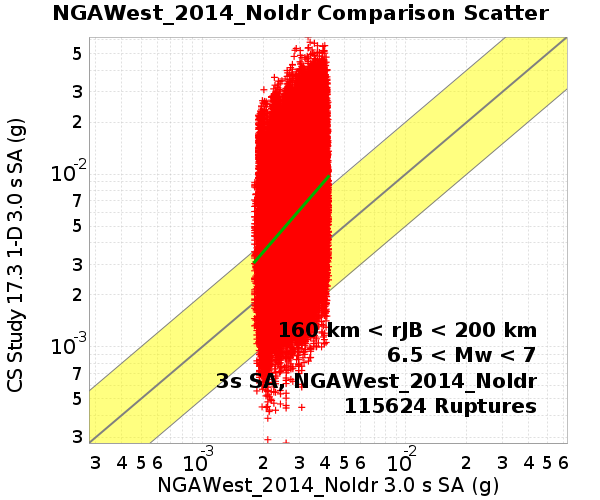 NGAWest_2014_NoIdr Comparison Scatter
CS Study 17.3 1-D 3.0 s SA (g)
5
3
2
10-2
7
5
3
2
10-3
7
5
3
160 km < rJB < 200 km
6.5 < Mw < 7
3s SA, NGAWest_2014_NoIdr
115624 Ruptures
3 4 5 6 10-3 2 3 4 5 6 10-2 2 3 4 5 6
NGAWest_2014_NoIdr 3.0 s SA (g)